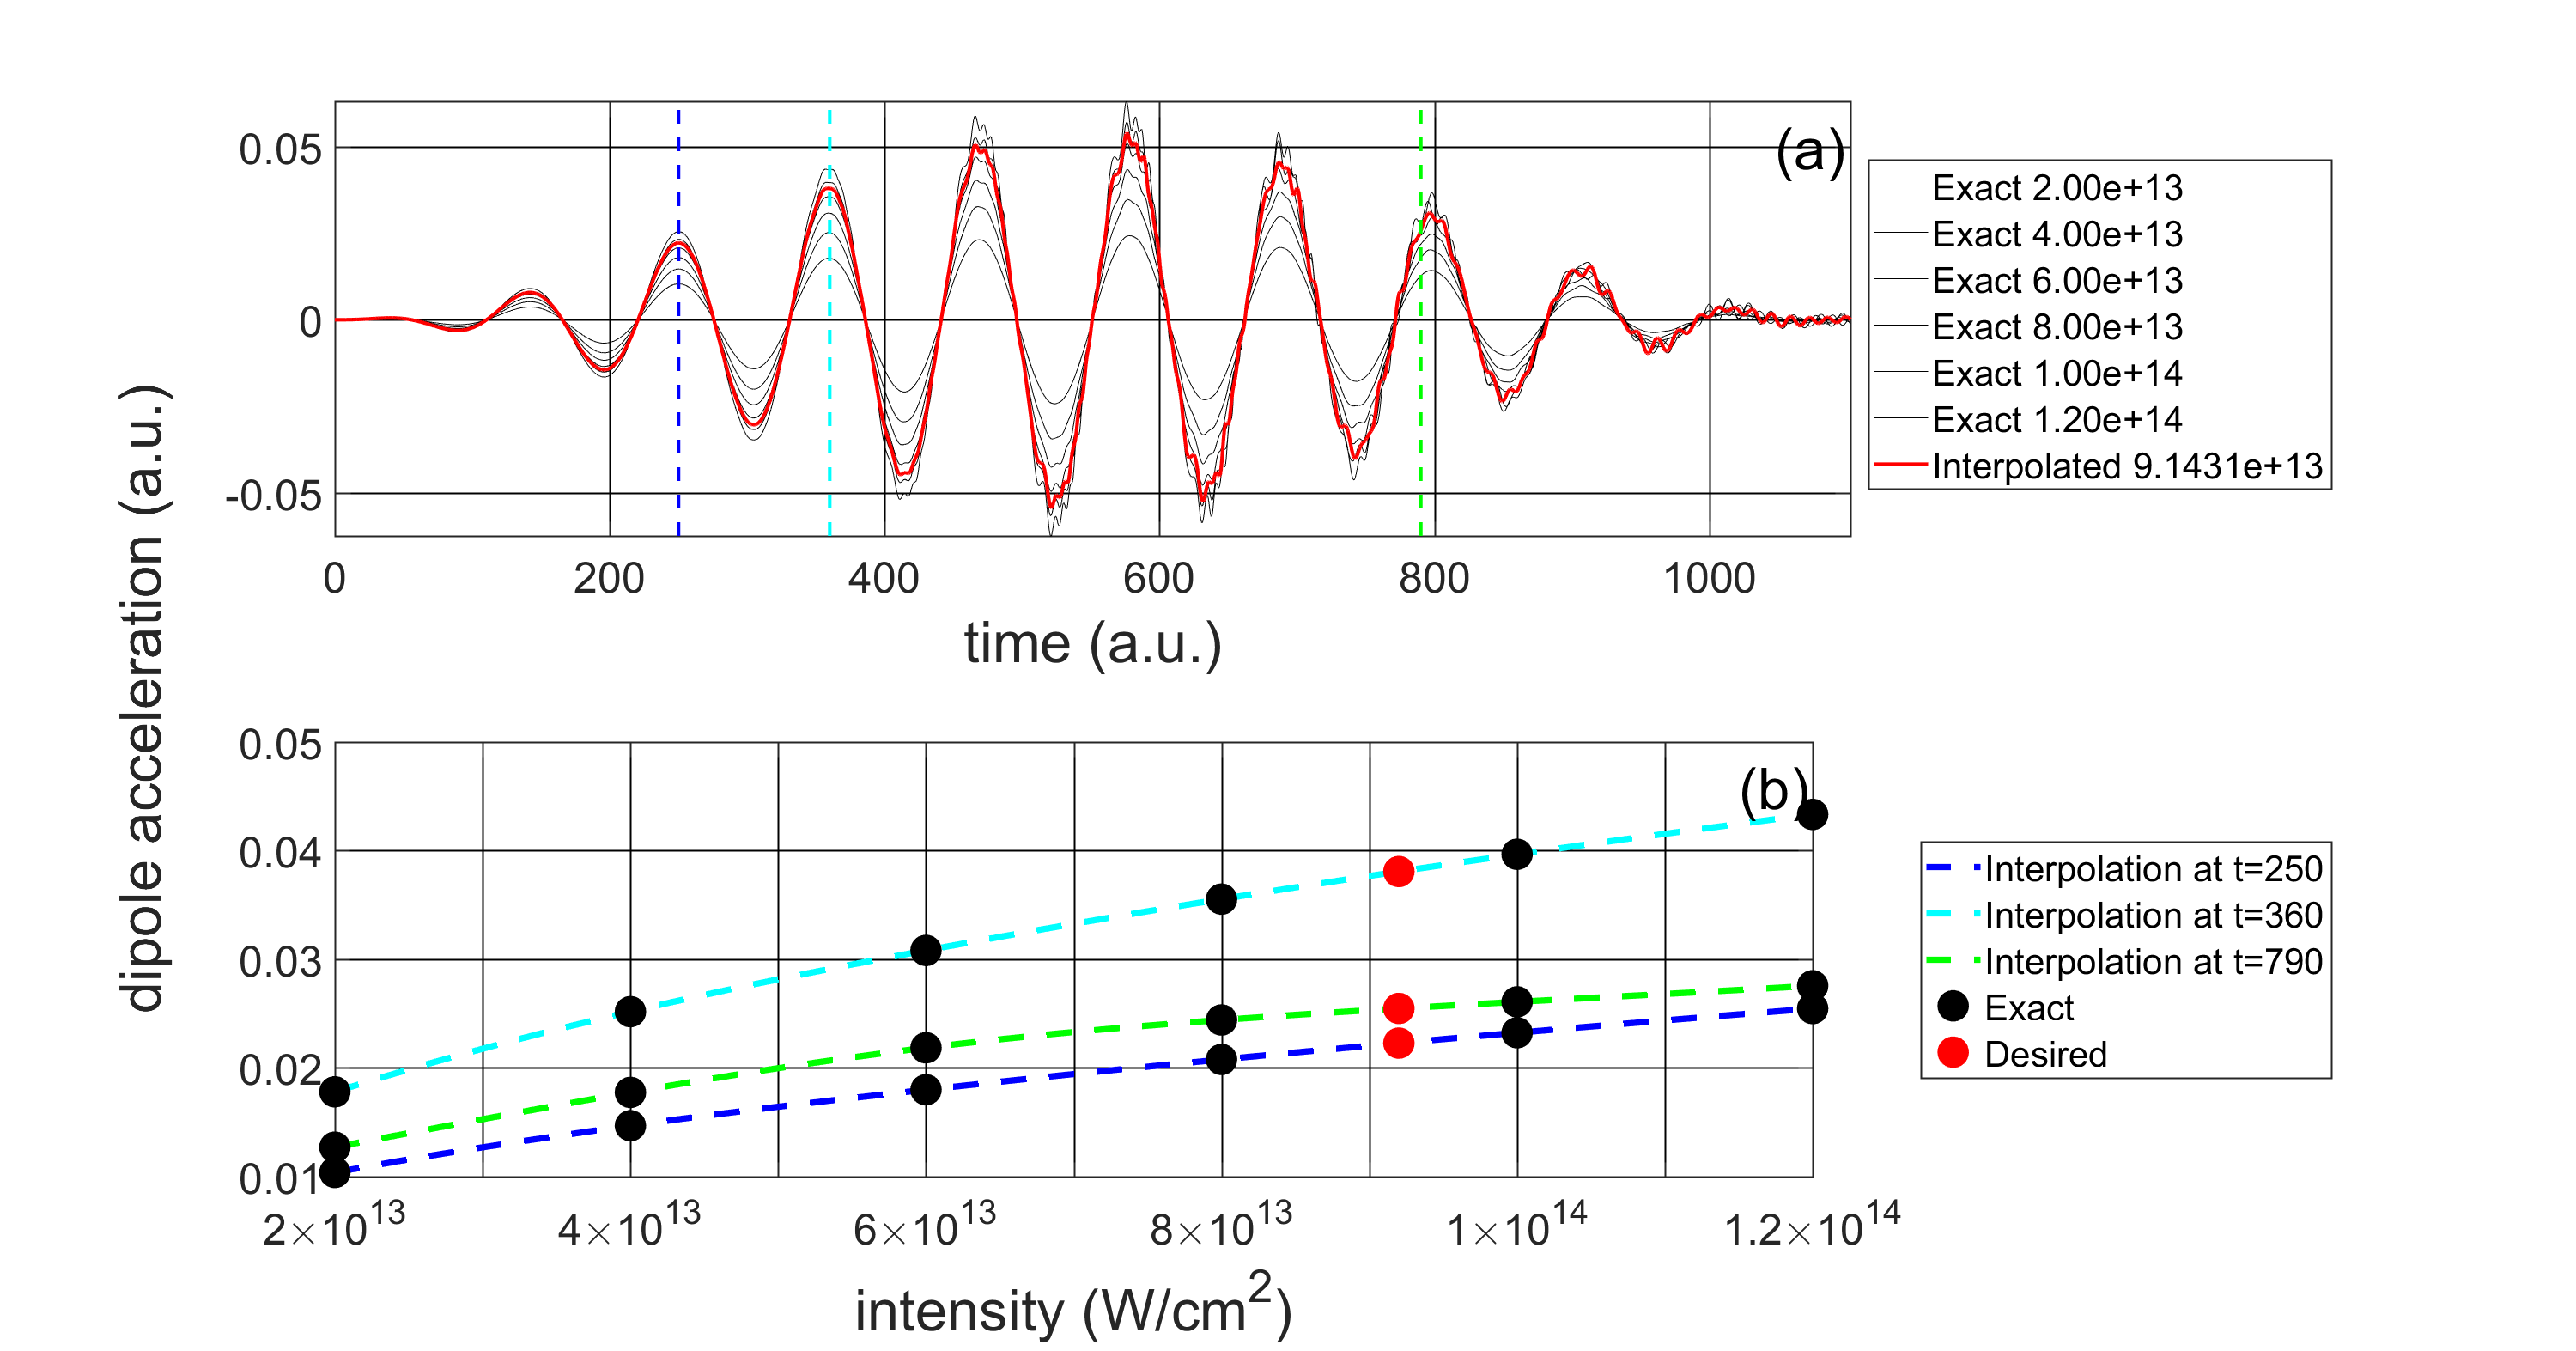 (a)
0.05
0
-0.05
0 200 400 600 800 1000
time (a.u.)
Exact 2.00e+13
Exact 4.00e+13
Exact 6.00e+13
Exact 8.00e+13
Exact 1.00e+14
Exact 1.20e+14
Interpolated 9.1431e+13
dipole acceleration (a.u.)
(b)
0.05
0.04
0.03
0.02
0.01
2×10^13 4×10^13 6×10^13 8×10^13 1×10^14 1.2×10^14
intensity (W/cm^2)
Interpolation at t=250
Interpolation at t=360
Interpolation at t=790
Exact
Desired